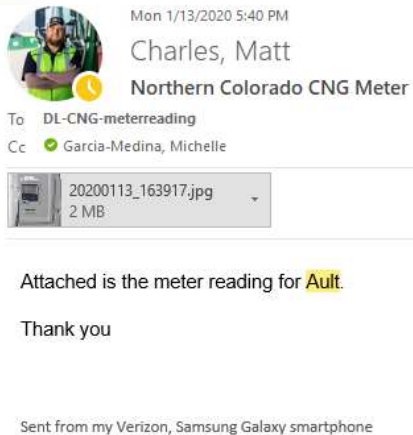 Mon 1/13/2020 5:40 PM
Charles, Matt
Northern Colorado CNG Meter
To DL-CNG-meterreading
Cc Garcia-Medina, Michelle
20200113_163917.jpg
2 MB
Attached is the meter reading for Ault.
Thank you
Sent from my Verizon, Samsung Galaxy smartphone